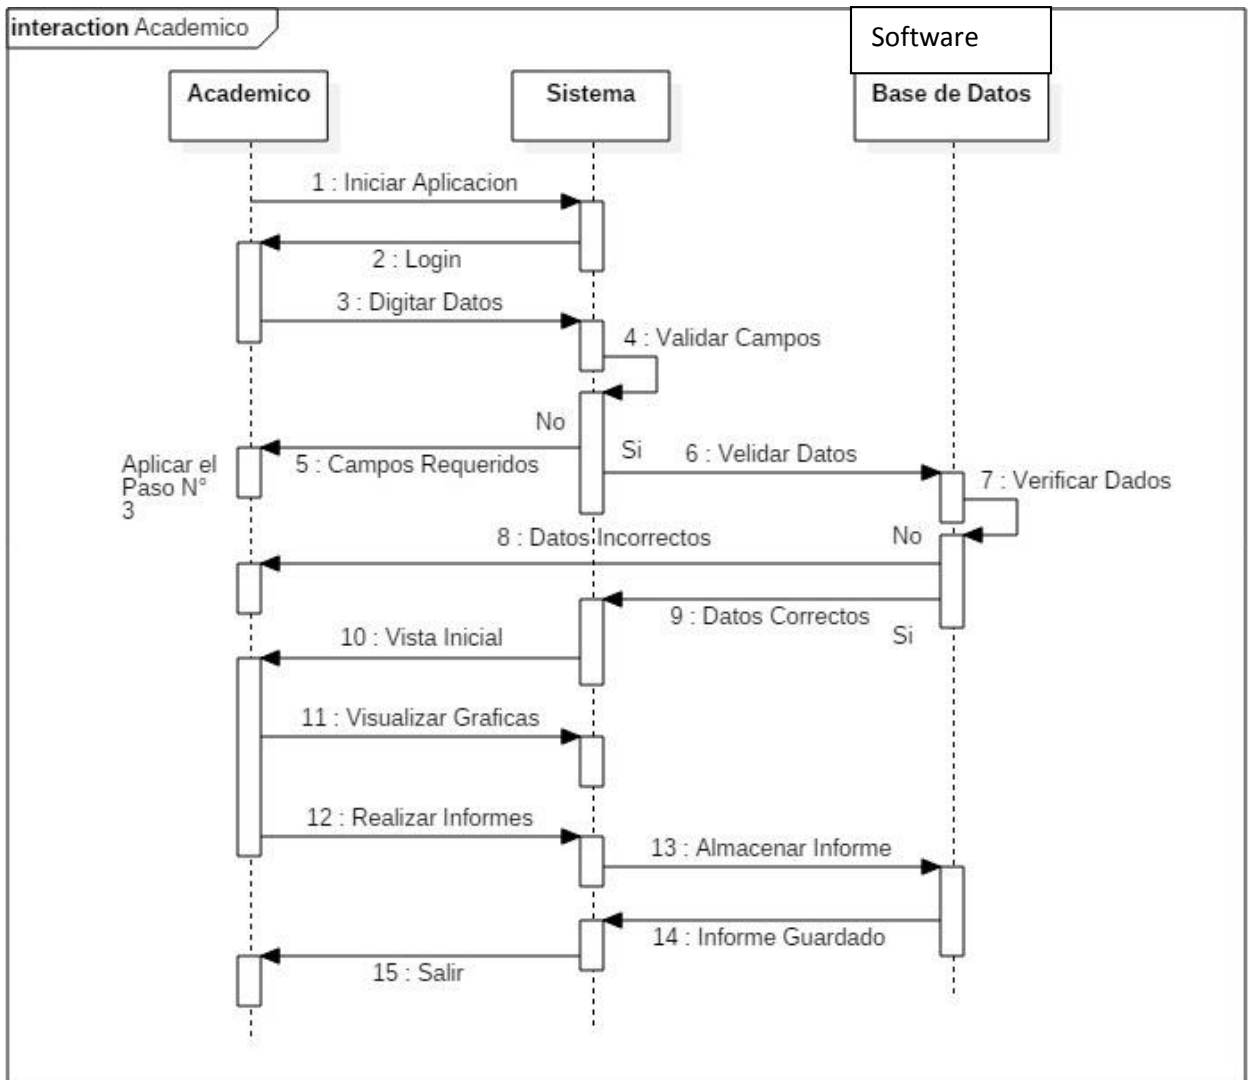 interaction Academico
Software
Academico
Sistema
Base de Datos
1 : Iniciar Aplicacion
2 : Login
3 : Digitar Datos
4 : Validar Campos
No
Aplicar el
Paso N°
3
5 : Campos Requeridos
Si
6 : Velidar Datos
7 : Verificar Dados
8 : Datos Incorrectos
No
9 : Datos Correctos
Si
10 : Vista Inicial
11 : Visualizar Graficas
12 : Realizar Informes
13 : Almacenar Informe
14 : Informe Guardado
15 : Salir